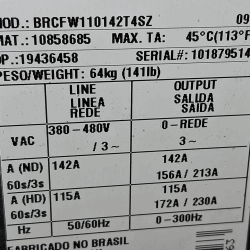 MOD.: BRCFW110142T4SZ 09
MAT.: 10858685 MAX. TA: 45°C(113°F
OP.:19436458 SERIAL#: 101879514
PESO/WEIGHT: 64kg (141lb)
LINE OUTPUT
LINEA SALIDA
REDE SAÍDA
VAC 380-480V 0-REDE
/ 3~ 3~
A (ND) 142A 142A
60s/3s 156A / 213A
A (HD) 115A 115A
60s/3s 172A / 230A
Hz 50/60Hz 0-300Hz
FABRICADO NO BRASIL